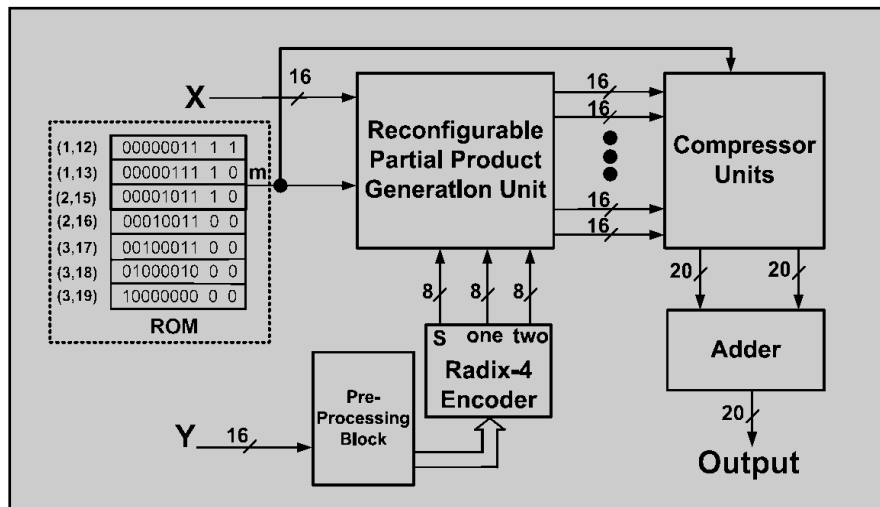 X
16
(1,12) 00000011 1 1
(1,13) 00000111 1 0
(2,15) 00001011 1 0
(2,16) 00010011 0 0
(3,17) 00100011 0 0
(3,18) 01000010 0 0
(3,19) 10000000 0 0
ROM
m
Reconfigurable
Partial Product
Generation Unit
16
16
16
16
Compressor
Units
8
8
8
S one two
Radix-4
Encoder
20
20
Adder
20
Output
Y
16
Pre-
Processing
Block